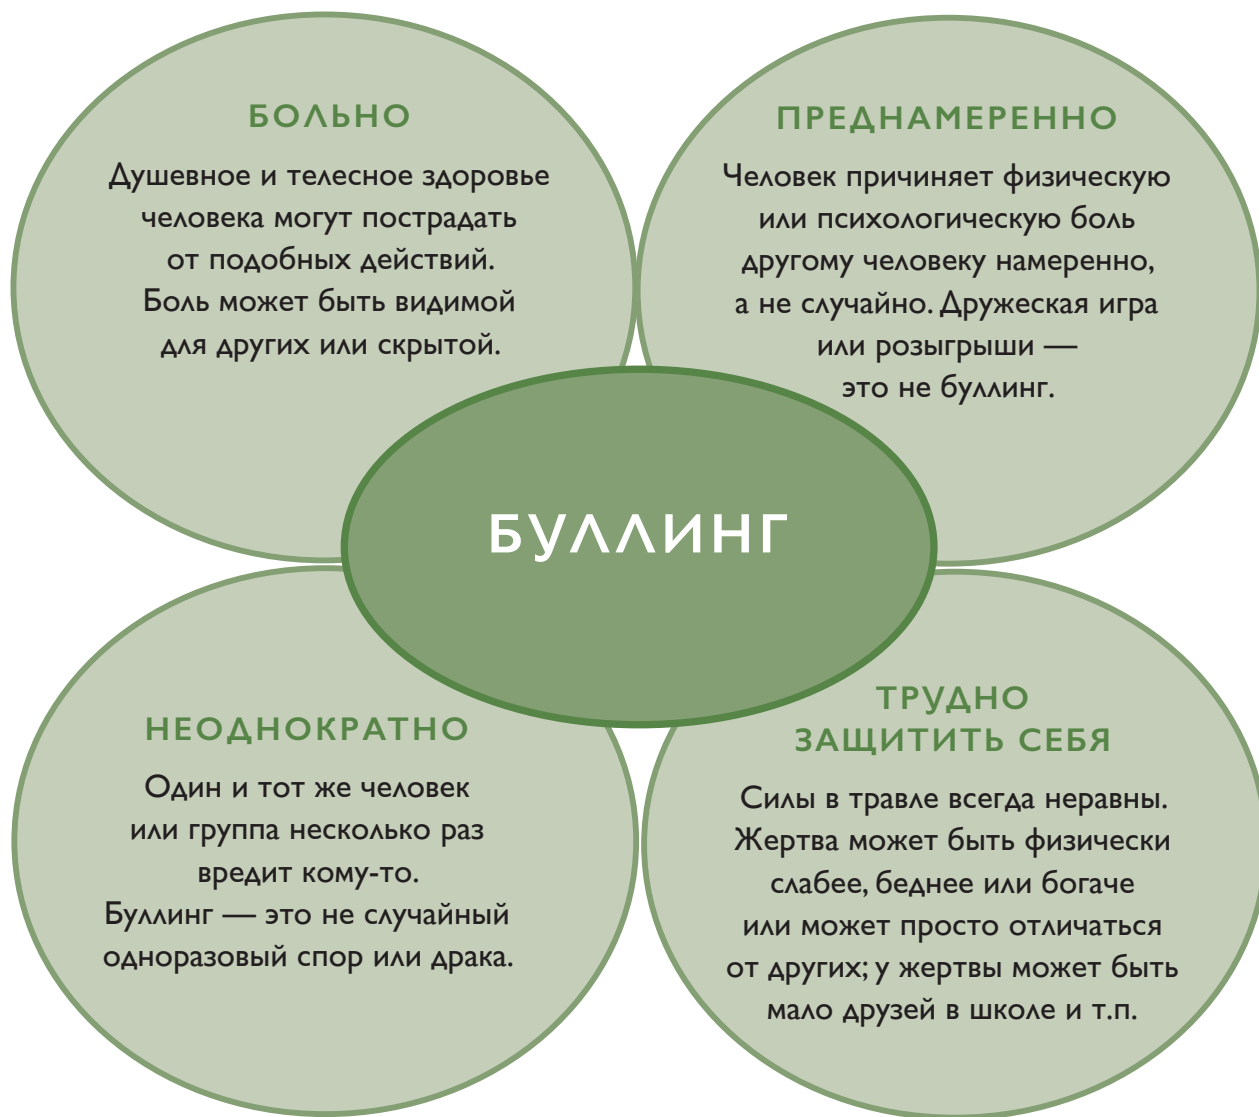 БОЛЬНО
Душевное и телесное здоровье
человека могут пострадать
от подобных действий.
Боль может быть видимой
для других или скрытой.
ПРЕДНАМЕРЕННО
Человек причиняет физическую
или психологическую боль
другому человеку намеренно,
а не случайно. Дружеская игра
или розыгрыши —
это не буллинг.
БУЛЛИНГ
НЕОДНОКРАТНО
Один и тот же человек
или группа несколько раз
вредит кому-то.
Буллинг — это не случайный
одноразовый спор или драка.
ТРУДНО
ЗАЩИТИТЬ СЕБЯ
Силы в травле всегда неравны.
Жертва может быть физически
слабее, беднее или богаче
или может просто отличаться
от других; у жертвы может быть
мало друзей в школе и т.п.